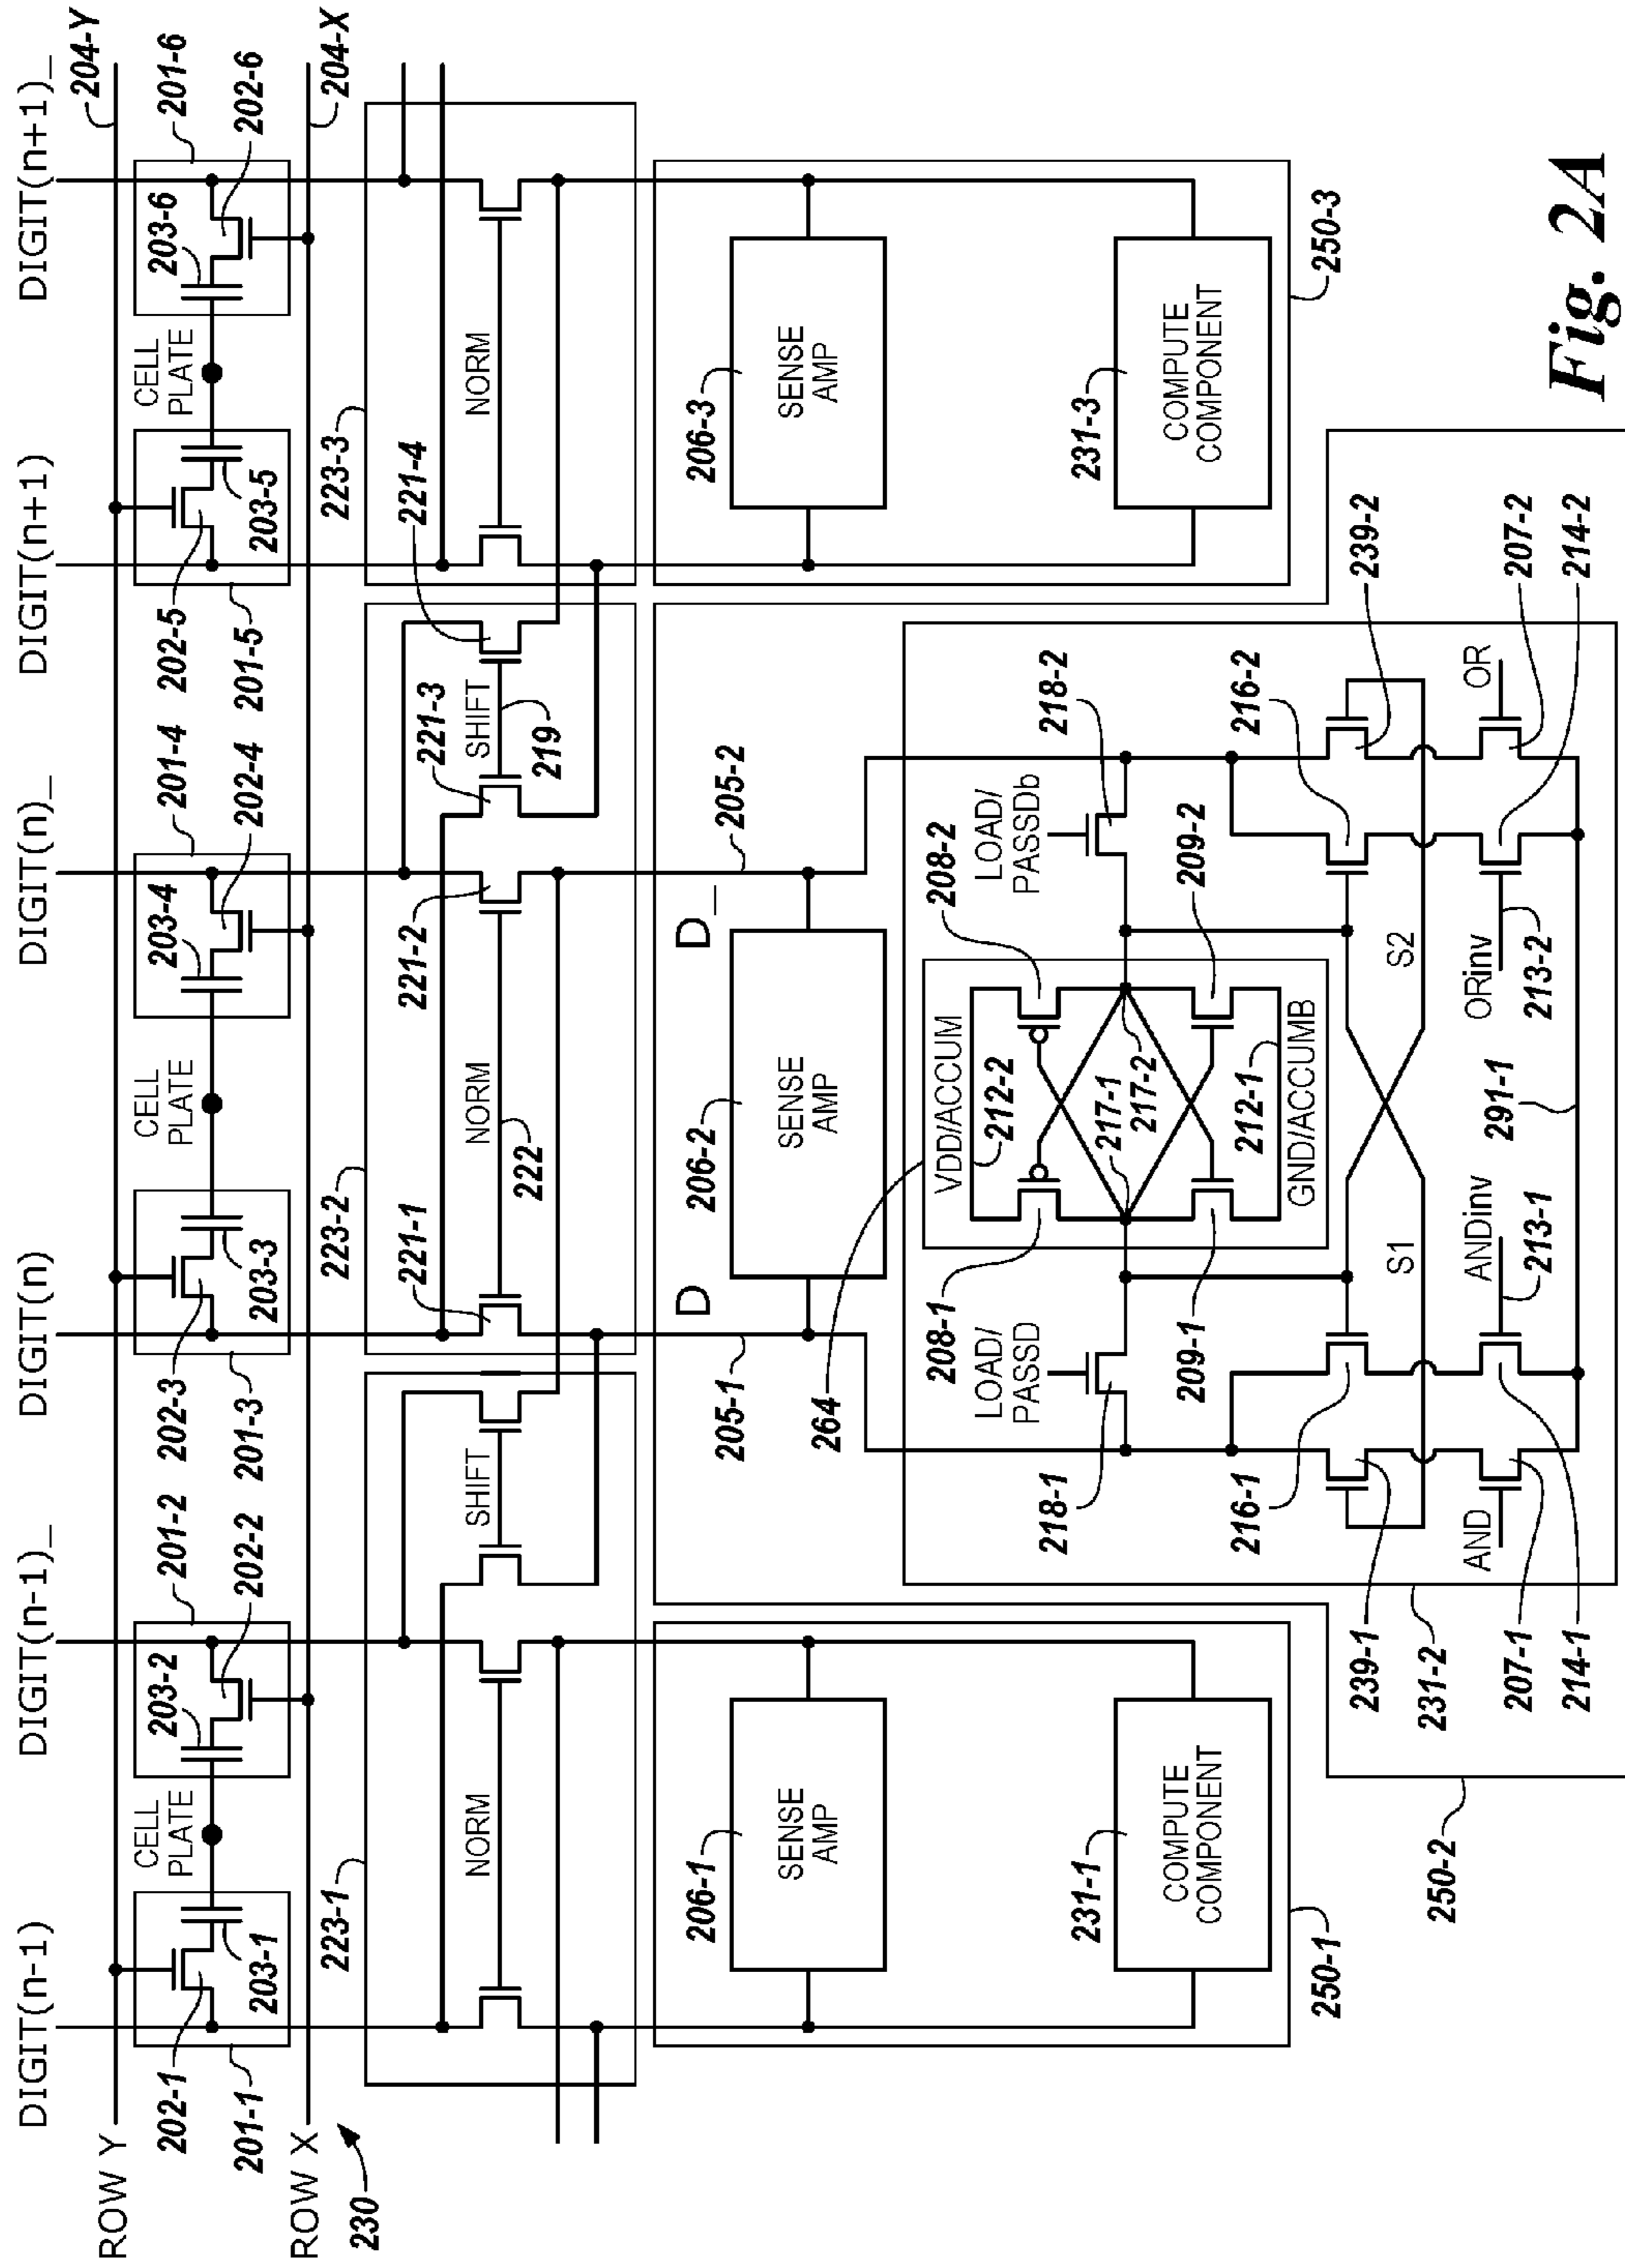 DIGIT(n-1)
DIGIT(n-1)_
DIGIT(n)
DIGIT(n)_
DIGIT(n+1)
DIGIT(n+1)_
ROW Y
204-Y
202-1
203-1
201-1
CELL
PLATE
203-2
201-2
202-2
202-3
203-3
201-3
CELL
PLATE
203-4
201-4
202-4
202-5
203-5
201-5
CELL
PLATE
203-6
201-6
202-6
ROW X
204-X
230
223-1
NORM
SHIFT
223-2
221-1
NORM
222
221-2
221-3
SHIFT
219
221-4
223-3
NORM
206-1
SENSE
AMP
231-1
COMPUTE
COMPONENT
250-1
205-1
D
206-2
SENSE
AMP
D_
205-2
206-3
SENSE
AMP
231-3
COMPUTE
COMPONENT
250-3
264
218-1
LOAD/
PASSD
208-1
VDD/ACCUM
212-2
208-2
LOAD/
PASSDb
218-2
217-1
217-2
209-1
209-2
212-1
GND/ACCUMB
216-1
216-2
239-1
S1
S2
239-2
231-2
250-2
AND
207-1
ANDinv
213-1
214-1
291-1
ORinv
213-2
OR
207-2
214-2
Fig. 2A